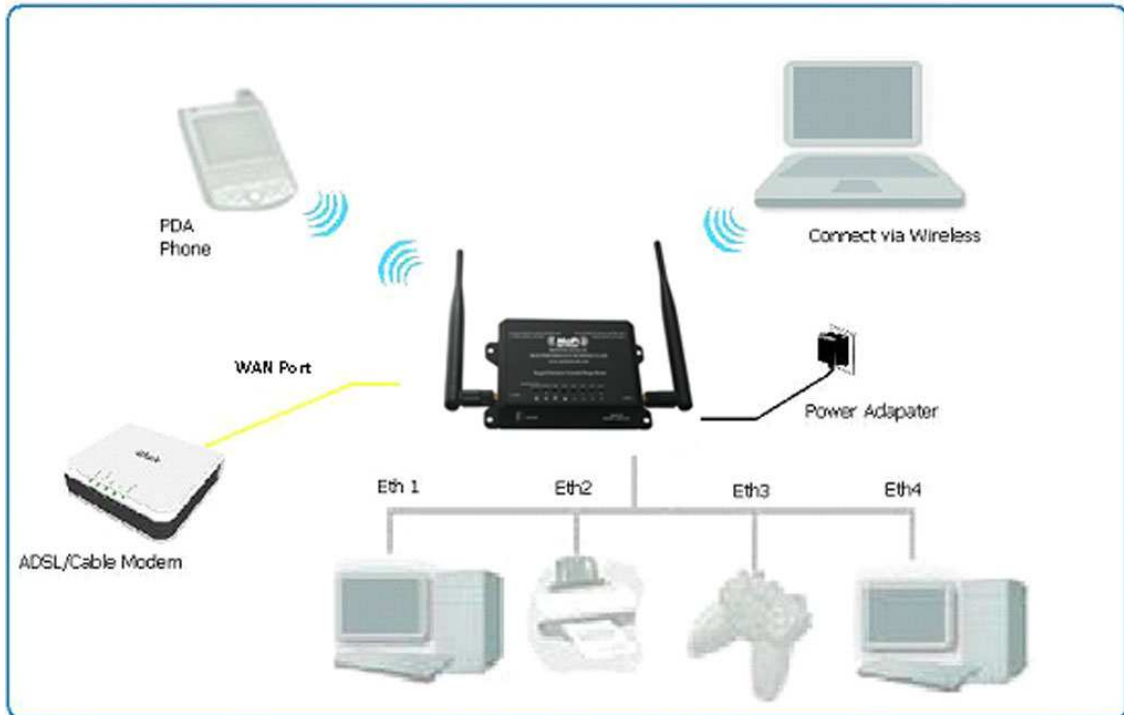 PDA
Phone
Connect via Wireless
WAN Port
Power Adapater
ADSL/Cable Modem
Eth 1
Eth2
Eth3
Eth4